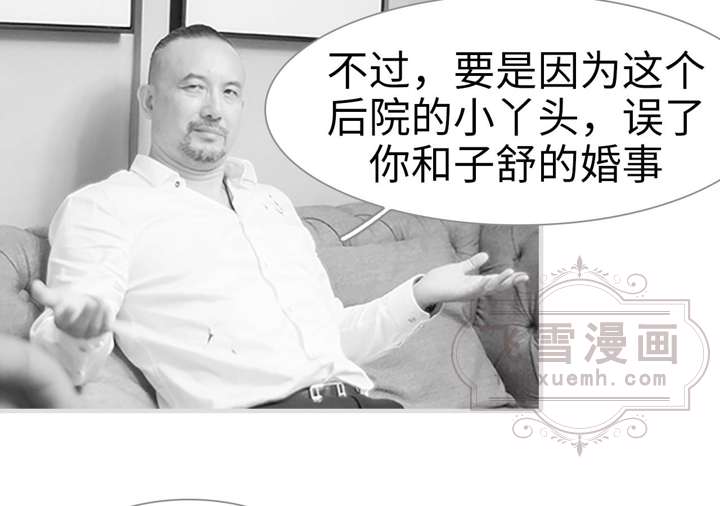 不过，要是因为这个
后院的小丫头，误了
你和子舒的婚事
飞雪漫画
xuemh.com